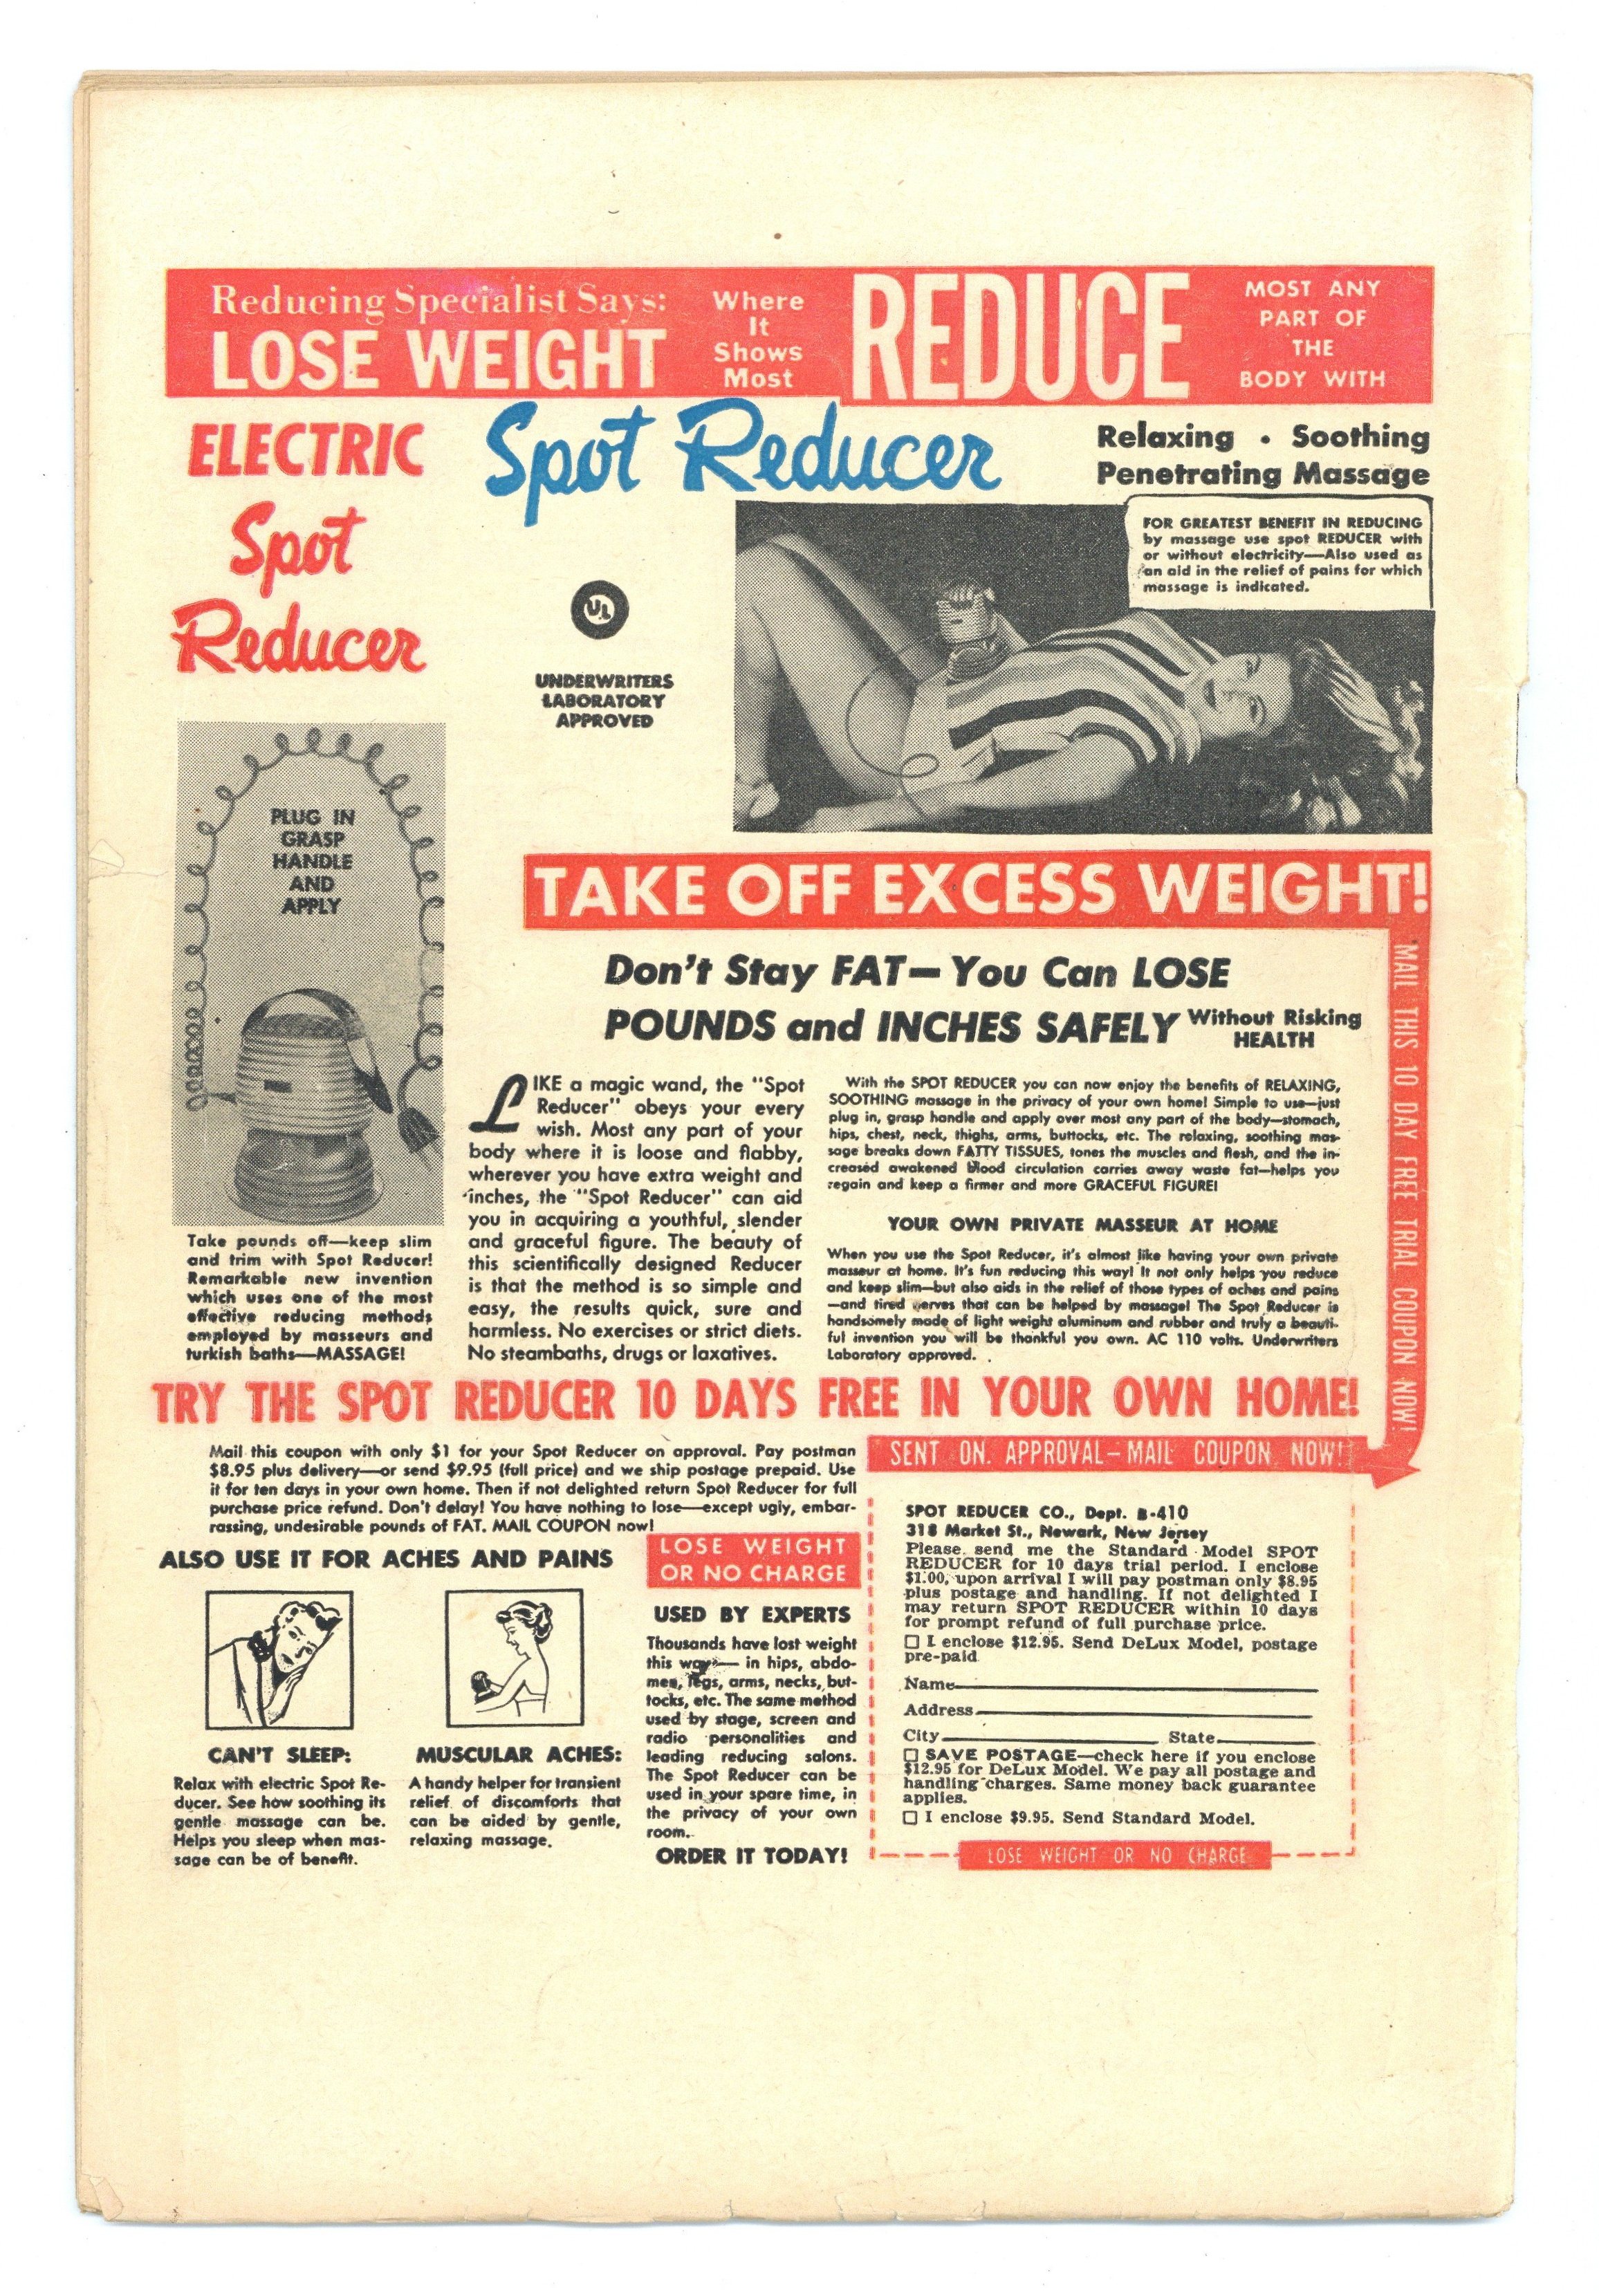 Reducing Specialist Says:
LOSE WEIGHT
Where
It
Shows
Most
REDUCE
MOST ANY
PART OF
THE
BODY WITH
ELECTRIC
Spot
Reducer
Spot Reducer
Relaxing • Soothing
Penetrating Massage
UL
UNDERWRITERS
LABORATORY
APPROVED
FOR GREATEST BENEFIT IN REDUCING
by massage use spot REDUCER with
or without electricity—Also used as
an aid in the relief of pains for which
massage is indicated.
PLUG IN
GRASP
HANDLE
AND
APPLY
Take pounds off—keep slim
and trim with Spot Reducer!
Remarkable new invention
which uses one of the most
effective reducing methods
employed by masseurs and
turkish baths—MASSAGE!
TAKE OFF EXCESS WEIGHT!
Don't Stay FAT—You Can LOSE
POUNDS and INCHES SAFELY Without Risking
HEALTH
LIKE a magic wand, the "Spot
Reducer" obeys your every
wish. Most any part of your
body where it is loose and flabby,
wherever you have extra weight and
inches, the "Spot Reducer" can aid
you in acquiring a youthful, slender
and graceful figure. The beauty of
this scientifically designed Reducer
is that the method is so simple and
easy, the results quick, sure and
harmless. No exercises or strict diets.
No steambaths, drugs or laxatives.
With the SPOT REDUCER you can now enjoy the benefits of RELAXING,
SOOTHING massage in the privacy of your own home! Simple to use—just
plug in, grasp handle and apply over most any part of the body—stomach,
hips, chest, neck, thighs, arms, buttocks, etc. The relaxing, soothing mas-
sage breaks down FATTY TISSUES, tones the muscles and flesh, and the in-
creased awakened blood circulation carries away waste fat—helps you
regain and keep a firmer and more GRACEFUL FIGURE!
YOUR OWN PRIVATE MASSEUR AT HOME
When you use the Spot Reducer, it's almost like having your own private
masseur at home. It's fun reducing this way! It not only helps you reduce
and keep slim—but also aids in the relief of those types of aches and pains
—and tired nerves that can be helped by massage! The Spot Reducer is
handsomely made of light weight aluminum and rubber and truly a beauti-
ful invention you will be thankful you own. AC 110 volts. Underwriters
Laboratory approved.
MAIL THIS 10 DAY FREE TRIAL COUPON NOW!
TRY THE SPOT REDUCER 10 DAYS FREE IN YOUR OWN HOME!
Mail this coupon with only $1 for your Spot Reducer on approval. Pay postman
$8.95 plus delivery—or send $9.95 (full price) and we ship postage prepaid. Use
it for ten days in your own home. Then if not delighted return Spot Reducer for full
purchase price refund. Don't delay! You have nothing to lose—except ugly, embar-
rassing, undesirable pounds of FAT. MAIL COUPON now!
ALSO USE IT FOR ACHES AND PAINS
CAN'T SLEEP:
Relax with electric Spot Re-
ducer. See how soothing its
gentle massage can be.
Helps you sleep when mas-
sage can be of benefit.
MUSCULAR ACHES:
A handy helper for transient
relief of discomforts that
can be aided by gentle,
relaxing massage.
LOSE WEIGHT
OR NO CHARGE
USED BY EXPERTS
Thousands have lost weight
this way— in hips, abdo-
men, legs, arms, necks, but-
tocks, etc. The same method
used by stage, screen and
radio personalities and
leading reducing salons.
The Spot Reducer can be
used in your spare time, in
the privacy of your own
room.
ORDER IT TODAY!
SENT ON APPROVAL—MAIL COUPON NOW!
SPOT REDUCER CO., Dept. B-410
318 Market St., Newark, New Jersey
Please send me the Standard Model SPOT
REDUCER for 10 days trial period. I enclose
$1.00, upon arrival I will pay postman only $8.95
plus postage and handling. If not delighted I
may return SPOT REDUCER within 10 days
for prompt refund of full purchase price.
☐ I enclose $12.95. Send DeLux Model, postage
pre-paid
Name
Address
City State
☐ SAVE POSTAGE—check here if you enclose
$12.95 for DeLux Model. We pay all postage and
handling charges. Same money back guarantee
applies.
☐ I enclose $9.95. Send Standard Model.
LOSE WEIGHT OR NO CHARGE